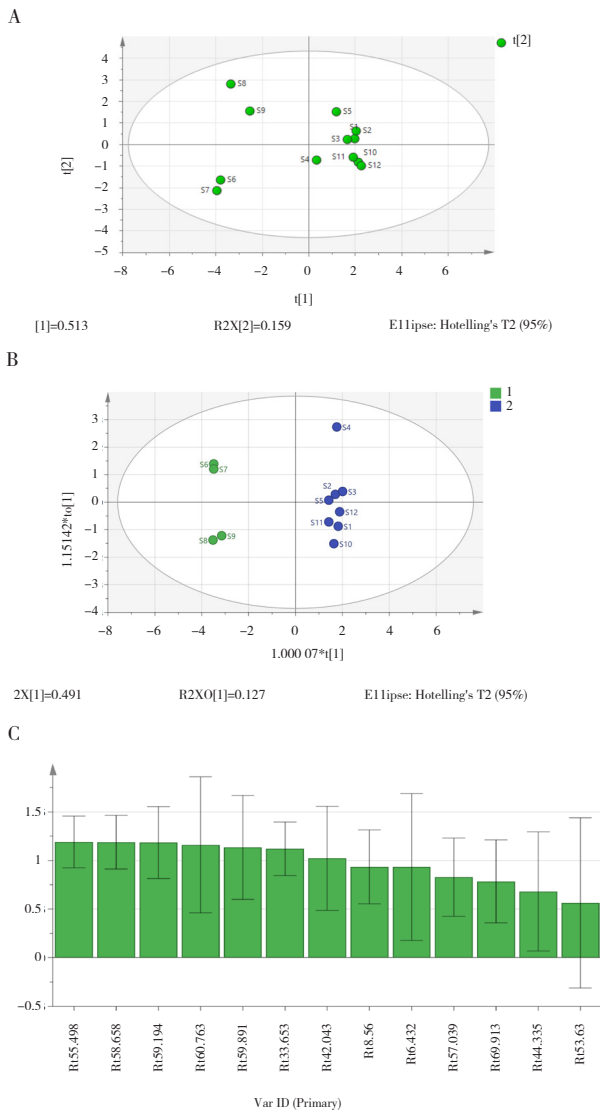 A
t[2]
4
3
2
1
0
−1
−2
−3
−4
−5
t[2]
S8
S9
S5
S2
S3
S4
S11
S10
S12
S6
S7
−8 −6 −4 −2 0 2 4 6
t[1]
[1]=0.513 R2X[2]=0.159 E11ipse: Hotelling's T2 (95%)
B
1
2
3
2
1
0
−1
−2
−3
−4
1.15142*to[1]
S4
S6
S7
S2
S3
S5
S12
S11
S1
S8
S9
S10
−8 −6 −4 −2 0 2 4 6
1.000 07*t[1]
2X[1]=0.491 R2XO[1]=0.127 E11ipse: Hotelling's T2 (95%)
C
1.5
1
0.5
0
−0.5
Rt55.498
Rt58.658
Rt59.194
Rt60.763
Rt59.891
Rt33.653
Rt42.043
Rt8.56
Rt6.432
Rt57.039
Rt69.913
Rt44.335
Rt53.63
Var ID (Primary)